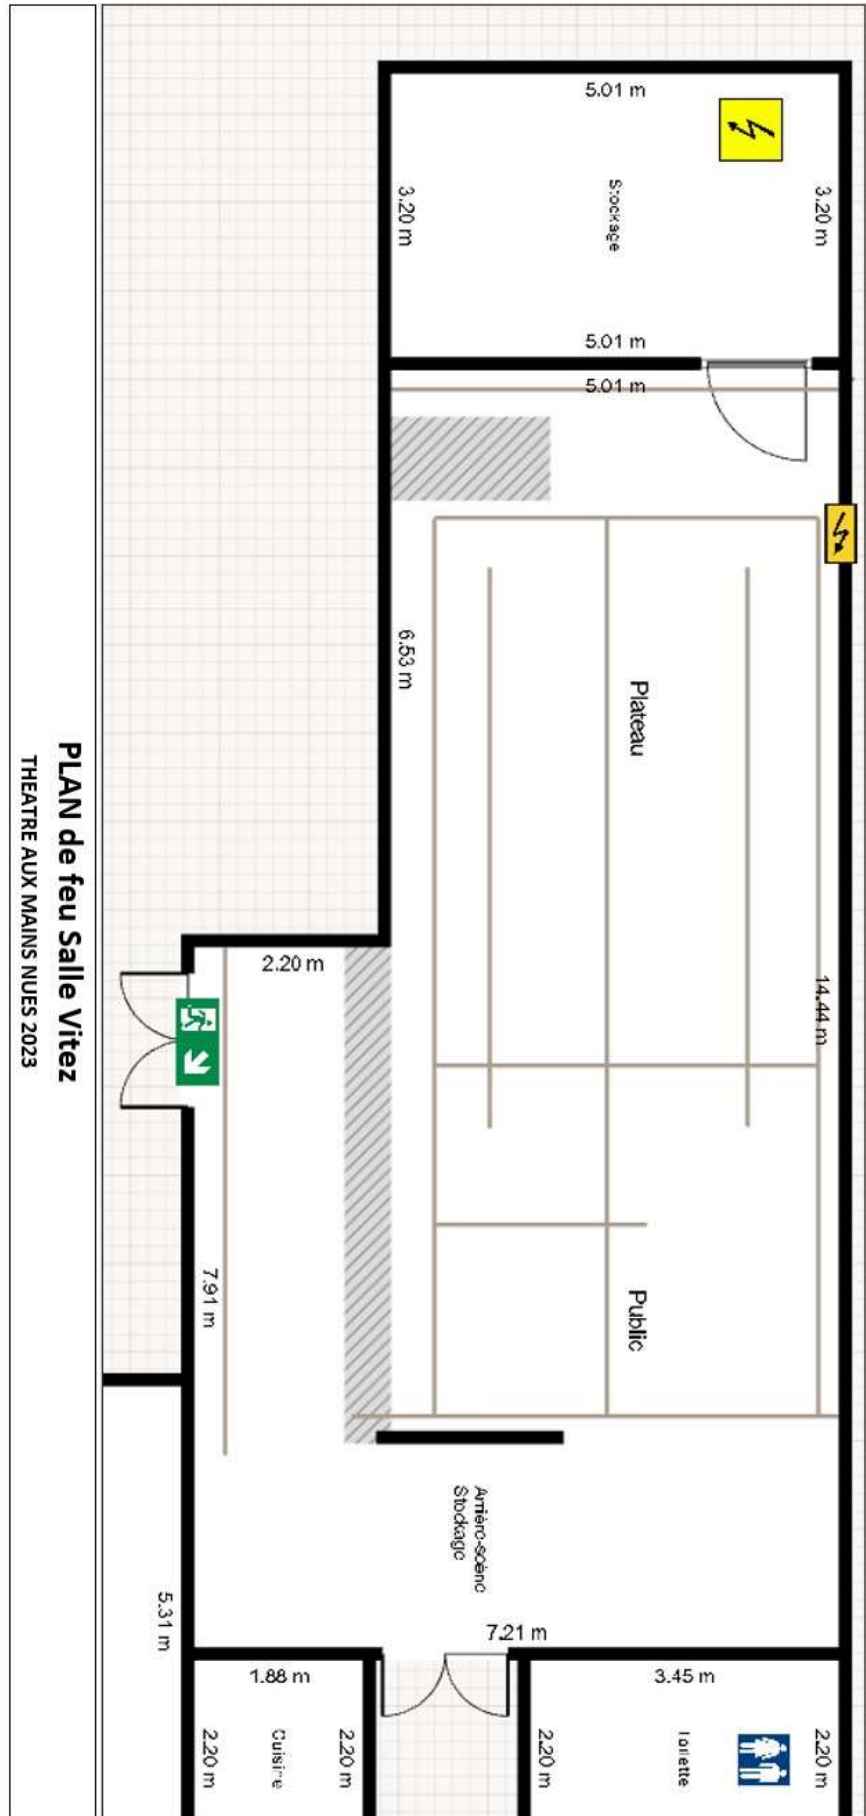 5.01 m
3.20 m
Stockage
3.20 m
5.01 m
5.01 m
6.53 m
Plateau
2.20 m
14.44 m
7.91 m
Public
Arrière-scène
Stockage
7.21 m
5.31 m
1.88 m
3.45 m
2.20 m
Cuisine
2.20 m
2.20 m
Toilette
2.20 m
PLAN de feu Salle Vitez
THEATRE AUX MAINS NUES 2023